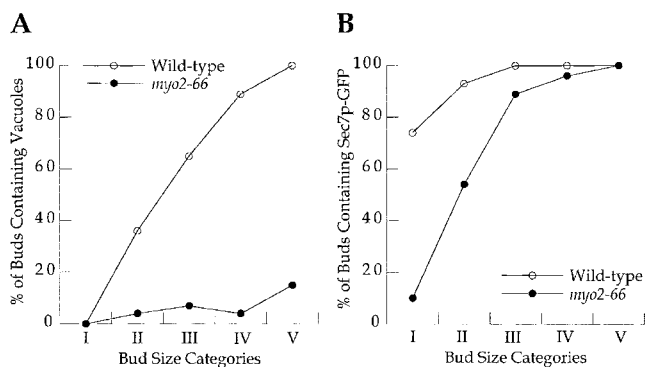 A
% of Buds Containing Vacuoles
100
80
60
40
20
0
Wild-type
myo2-66
I II III IV V
Bud Size Categories
B
% of Buds Containing Sec7p-GFP
100
80
60
40
20
0
Wild-type
myo2-66
I II III IV V
Bud Size Categories